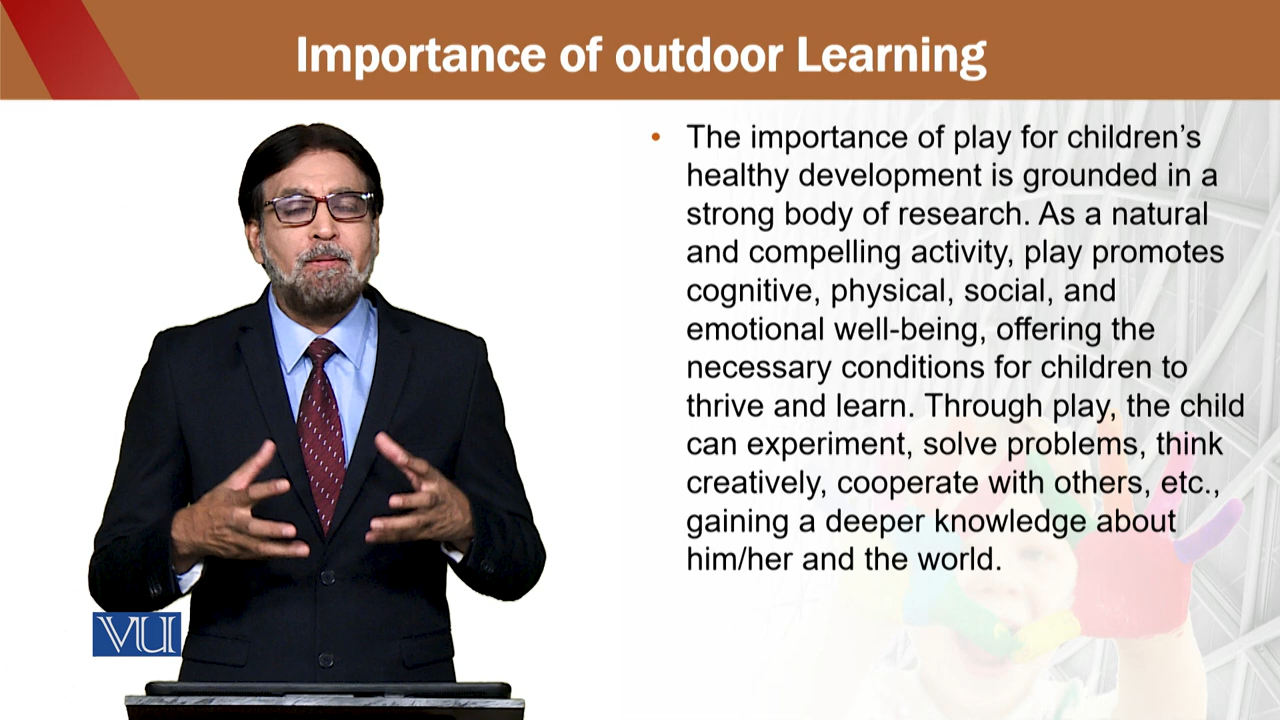 Importance of outdoor Learning
• The importance of play for children’s
healthy development is grounded in a
strong body of research. As a natural
and compelling activity, play promotes
cognitive, physical, social, and
emotional well-being, offering the
necessary conditions for children to
thrive and learn. Through play, the child
can experiment, solve problems, think
creatively, cooperate with others, etc.,
gaining a deeper knowledge about
him/her and the world.
VU